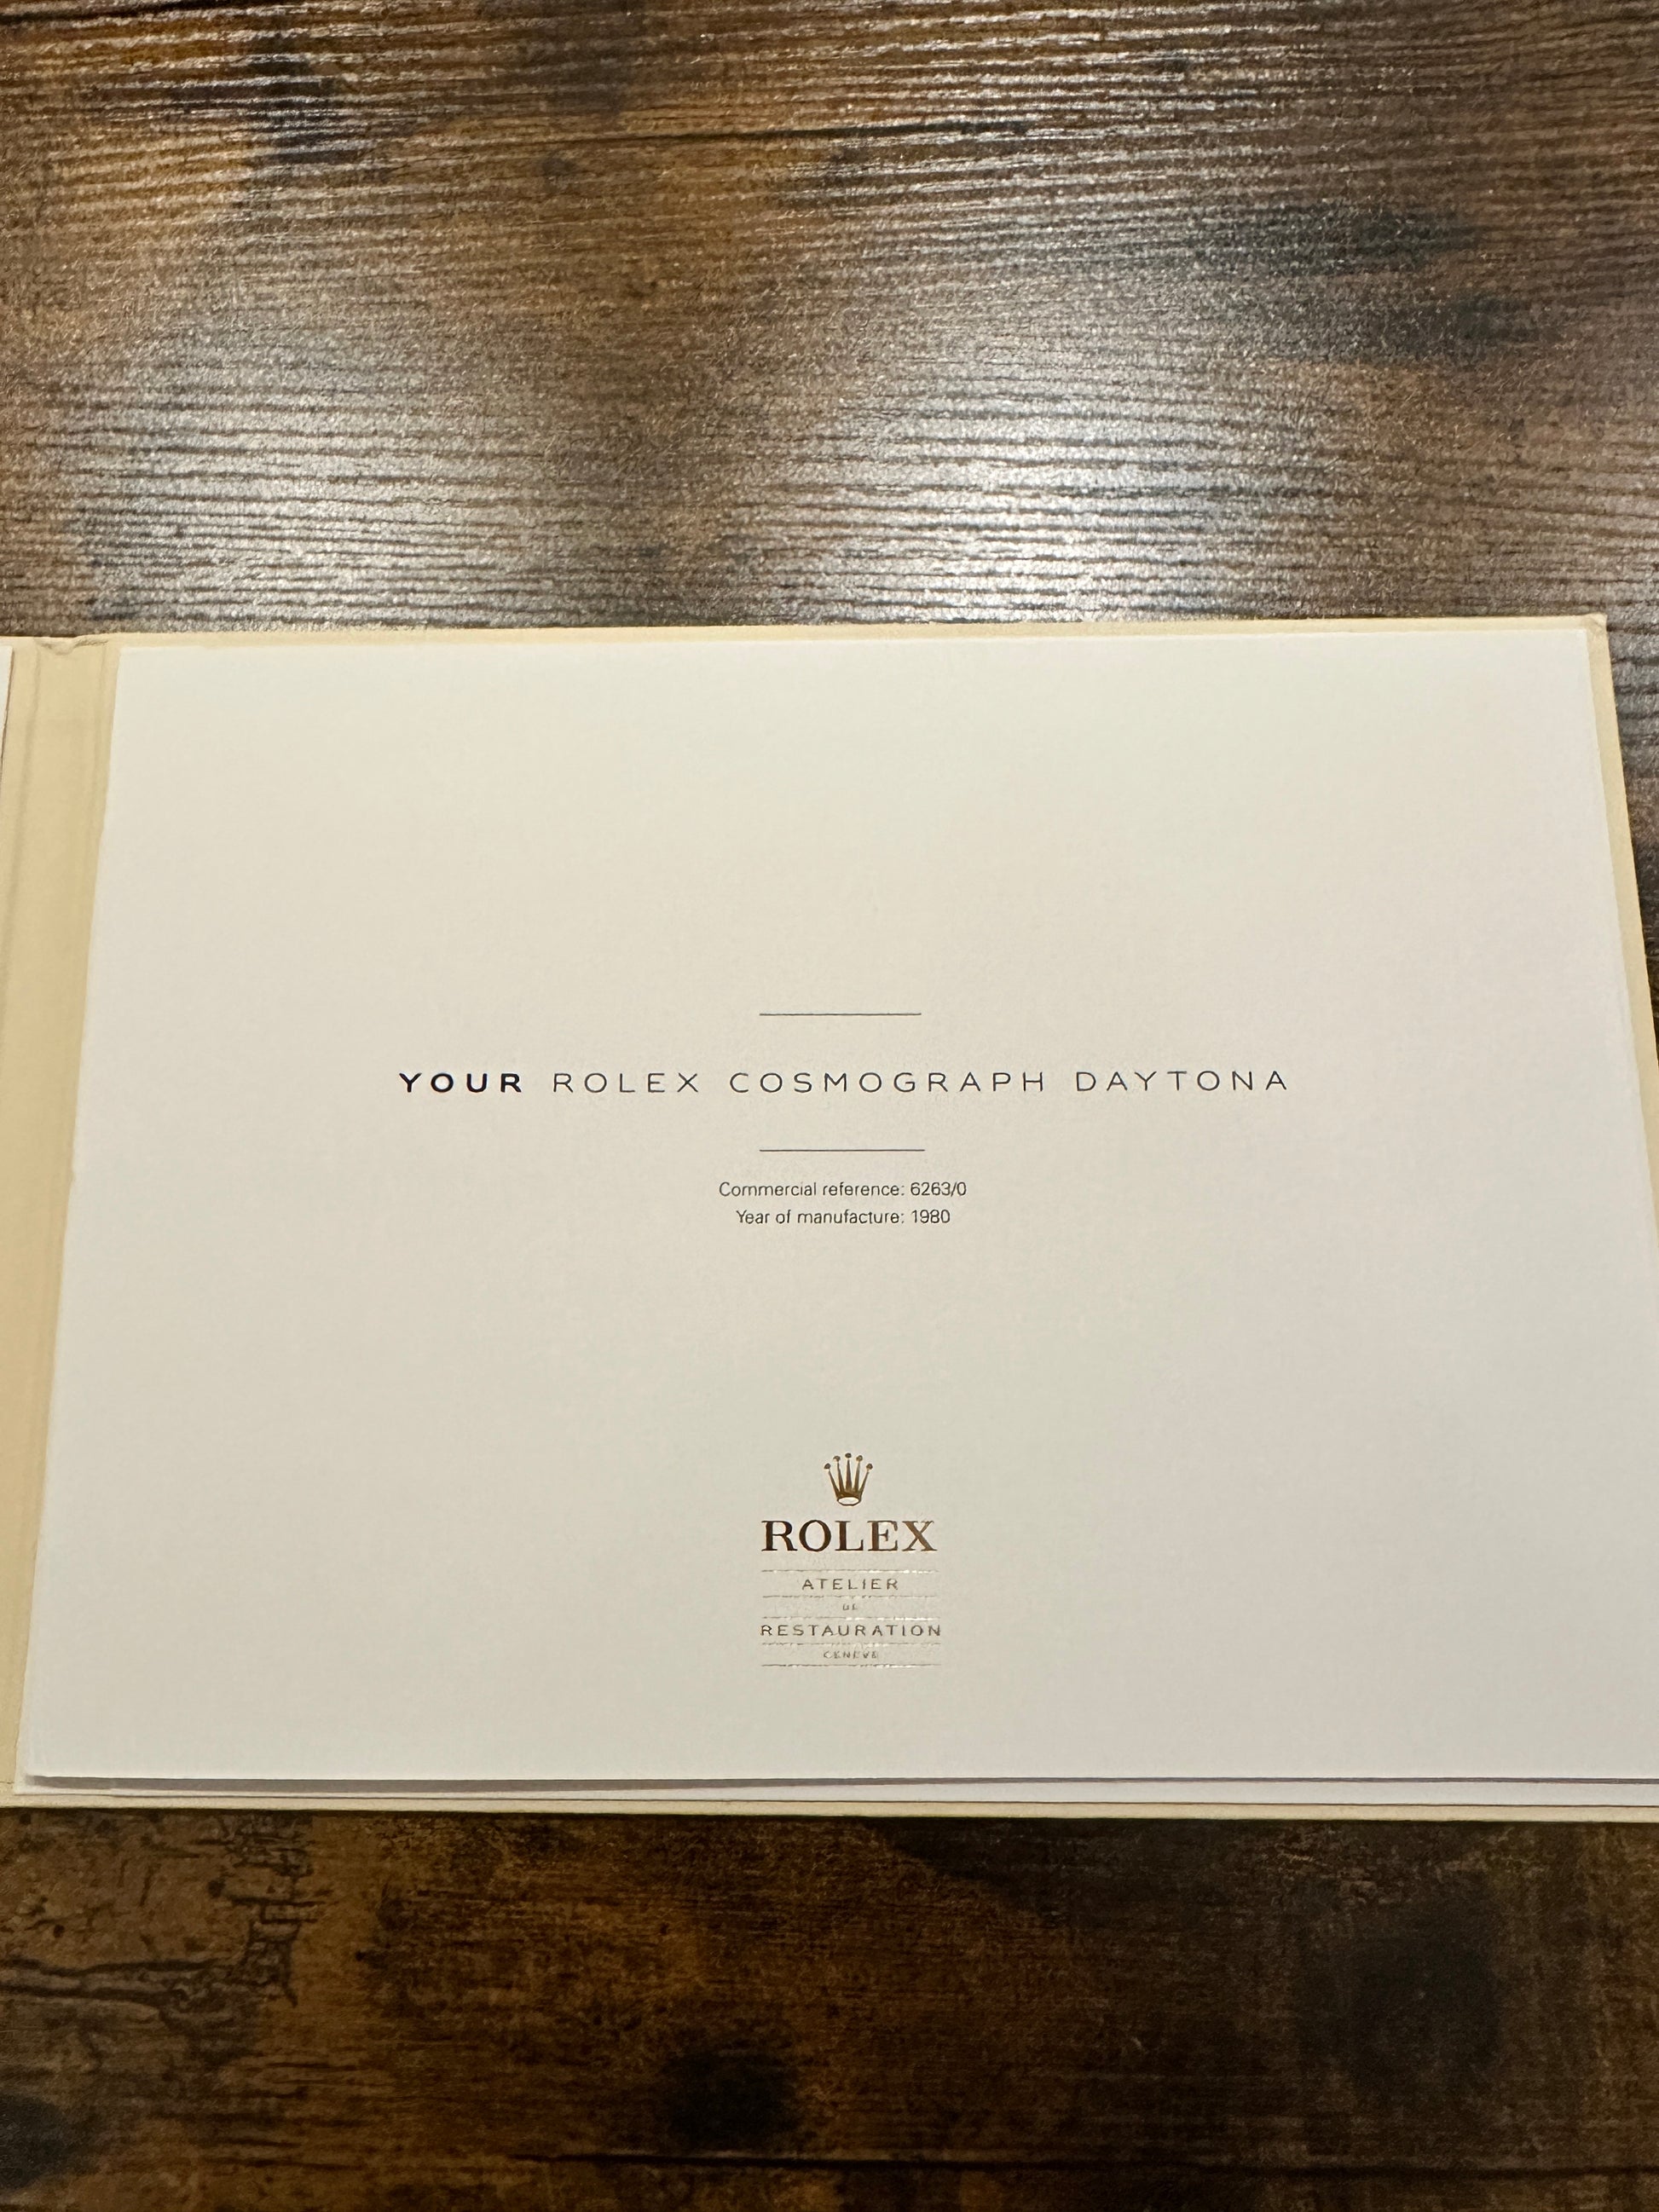 YOUR ROLEX COSMOGRAPH DAYTONA
Commercial reference: 6263/0
Year of manufacture: 1980
ROLEX
ATELIER
DE
RESTAURATION
GENÈVE